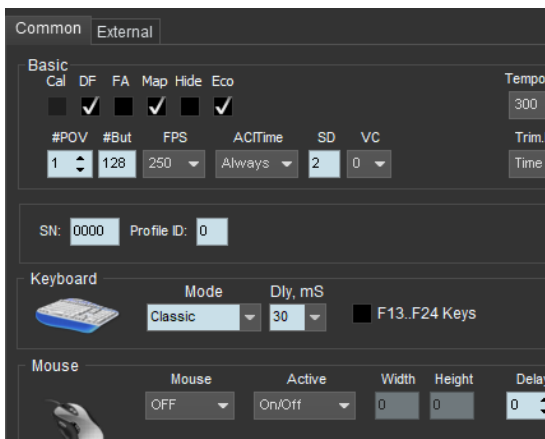 Common External
Basic
Cal DF FA Map Hide Eco Tempo
300
#POV #But FPS AClTime SD VC Trim.
1 128 250 Always 2 0 Time
SN: 0000 Profile ID: 0
Keyboard
Mode Dly, mS
Classic 30 F13..F24 Keys
Mouse
Mouse Active Width Height Delay
OFF On/Off 0 0 0